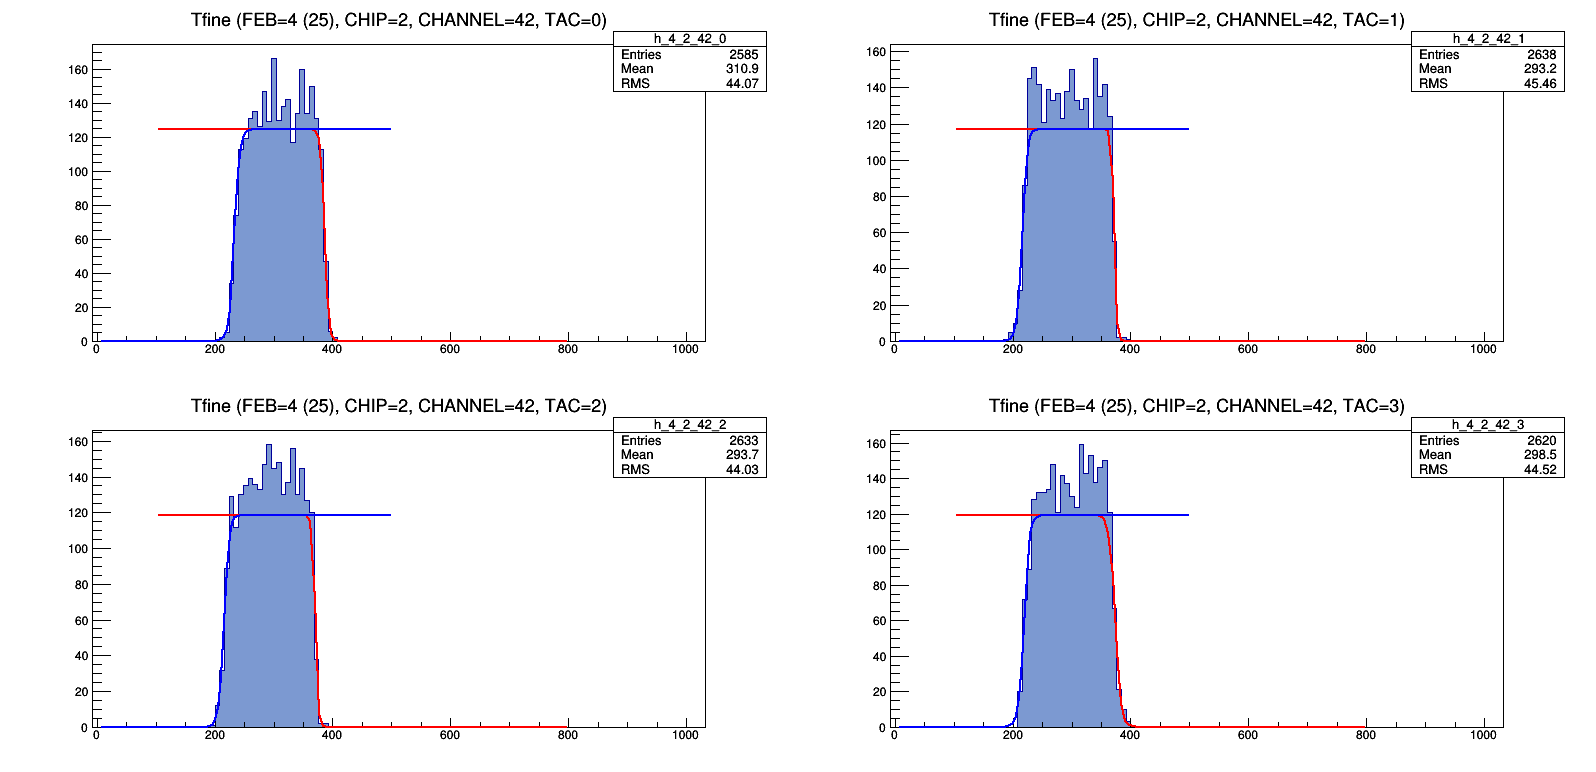 Tfine (FEB=4 (25), CHIP=2, CHANNEL=42, TAC=0)
h_4_2_42_0
Entries 2585
Mean 310.9
RMS 44.07
160
140
120
100
80
60
40
20
0
0 200 400 600 800 1000
Tfine (FEB=4 (25), CHIP=2, CHANNEL=42, TAC=1)
h_4_2_42_1
Entries 2638
Mean 293.2
RMS 45.46
160
140
120
100
80
60
40
20
0
0 200 400 600 800 1000
Tfine (FEB=4 (25), CHIP=2, CHANNEL=42, TAC=2)
h_4_2_42_2
Entries 2633
Mean 293.7
RMS 44.03
160
140
120
100
80
60
40
20
0
0 200 400 600 800 1000
Tfine (FEB=4 (25), CHIP=2, CHANNEL=42, TAC=3)
h_4_2_42_3
Entries 2620
Mean 298.5
RMS 44.52
160
140
120
100
80
60
40
20
0
0 200 400 600 800 1000